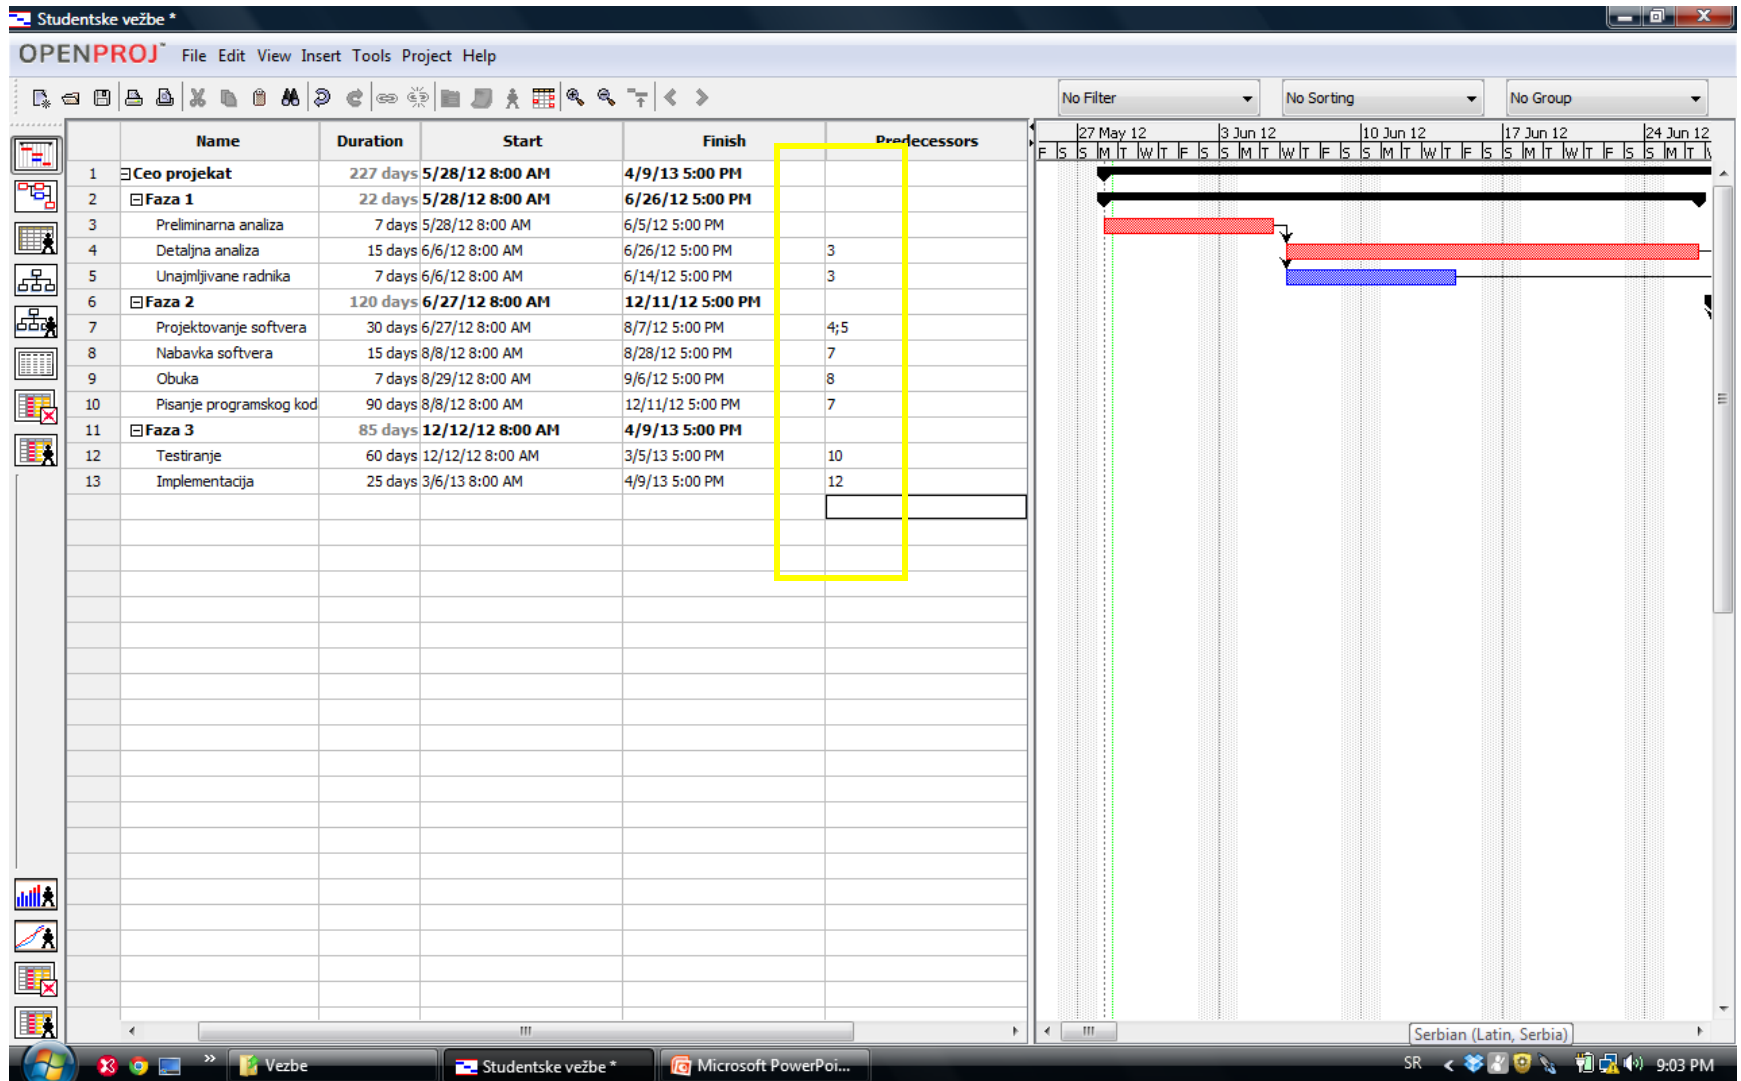 Studentske vežbe *
OPENPROJ™ File Edit View Insert Tools Project Help
No Filter No Sorting No Group
Name Duration Start Finish Predecessors
27 May 12 3 Jun 12 10 Jun 12 17 Jun 12 24 Jun 12
F S S M T W T F S S M T W T F S S M T W T F S S M T W T F S S M T
1 Ceo projekat 227 days 5/28/12 8:00 AM 4/9/13 5:00 PM
2 Faza 1 22 days 5/28/12 8:00 AM 6/26/12 5:00 PM
3 Preliminarna analiza 7 days 5/28/12 8:00 AM 6/5/12 5:00 PM
4 Detaljna analiza 15 days 6/6/12 8:00 AM 6/26/12 5:00 PM 3
5 Unajmljivane radnika 7 days 6/6/12 8:00 AM 6/14/12 5:00 PM 3
6 Faza 2 120 days 6/27/12 8:00 AM 12/11/12 5:00 PM
7 Projektovanje softvera 30 days 6/27/12 8:00 AM 8/7/12 5:00 PM 4;5
8 Nabavka softvera 15 days 8/8/12 8:00 AM 8/28/12 5:00 PM 7
9 Obuka 7 days 8/29/12 8:00 AM 9/6/12 5:00 PM 8
10 Pisanje programskog kod 90 days 8/8/12 8:00 AM 12/11/12 5:00 PM 7
11 Faza 3 85 days 12/12/12 8:00 AM 4/9/13 5:00 PM
12 Testiranje 60 days 12/12/12 8:00 AM 3/5/13 5:00 PM 10
13 Implementacija 25 days 3/6/13 8:00 AM 4/9/13 5:00 PM 12
Serbian (Latin, Serbia)
Vezbe Studentske vežbe * Microsoft PowerPoi... SR 9:03 PM